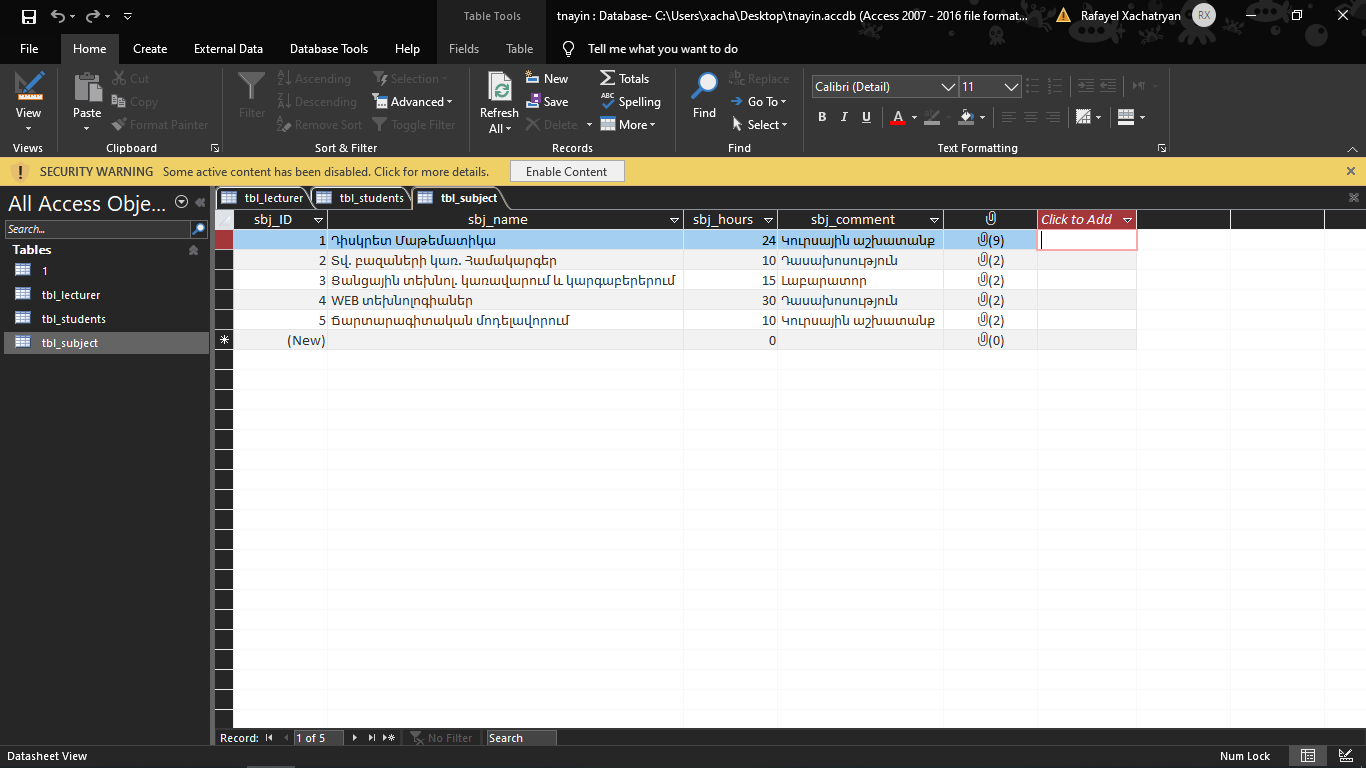 Table Tools
tnayin : Database- C:\Users\xacha\Desktop\tnayin.accdb (Access 2007 - 2016 file format...
Rafayel Xachatryan
RX
File Home Create External Data Database Tools Help Fields Table Tell me what you want to do
View
Views
Paste
Cut
Copy
Format Painter
Clipboard
Filter
Ascending
Descending
Remove Sort
Selection
Advanced
Toggle Filter
Sort & Filter
Refresh
All
New
Save
Delete
Totals
Spelling
More
Records
Find
Replace
Go To
Select
Find
Calibri (Detail) 11
B I U A
Text Formatting
SECURITY WARNING Some active content has been disabled. Click for more details. Enable Content
All Access Obje...
Search...
Tables
1
tbl_lecturer
tbl_students
tbl_subject
tbl_lecturer tbl_students tbl_subject
sbj_ID sbj_name sbj_hours sbj_comment Click to Add
1 Դիսկրետ Մաթեմատիկա 24 Կուրսային աշխատանք (9)
2 Տվ. բազաների կառ. Համակարգեր 10 Դասախոսություն (2)
3 Ցանցային տեխնոլ. կառավարում և կարգաբերերում 15 Լաբարատոր (2)
4 WEB տեխնոլոգիաներ 30 Դասախոսություն (2)
5 Ճարտարագիտական մոդելավորում 10 Կուրսային աշխատանք (2)
(New) 0 (0)
Record: 1 of 5 No Filter Search
Datasheet View
Num Lock